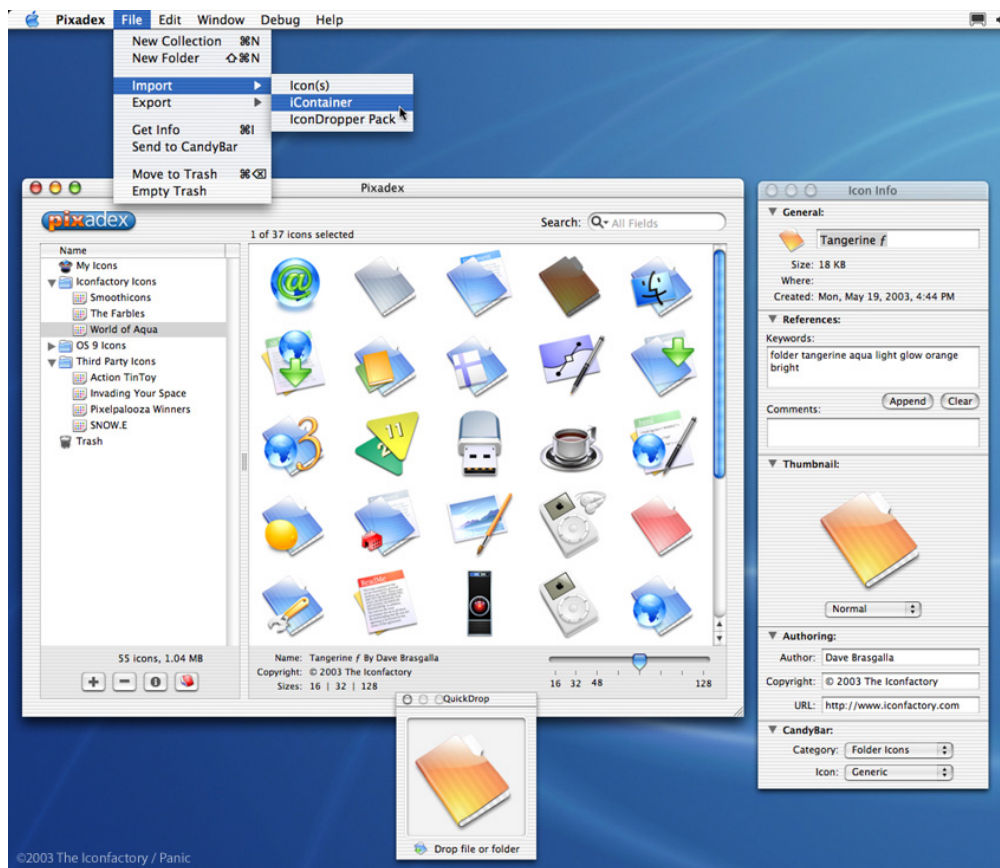 Pixadex File Edit Window Debug Help
New Collection ⌘N
New Folder ⇧⌘N
Import
Export
Get Info ⌘I
Send to CandyBar
Move to Trash ⌘⌫
Empty Trash
Icon(s)
iContainer
IconDropper Pack
Pixadex
pixadex
1 of 37 icons selected
Search: All Fields
Name
My Icons
Iconfactory Icons
Smoothicons
The Farbles
World of Aqua
OS 9 Icons
Third Party Icons
Action TinToy
Invading Your Space
Pixelpalooza Winners
SNOW.E
Trash
@
3
11
2
ReadMe
55 icons, 1.04 MB
Name: Tangerine ƒ By Dave Brasgalla
Copyright: © 2003 The Iconfactory
Sizes: 16 | 32 | 128
16 32 48 128
QuickDrop
Drop file or folder
Icon Info
General:
Tangerine ƒ
Size: 18 KB
Where:
Created: Mon, May 19, 2003, 4:44 PM
References:
Keywords:
folder tangerine aqua light glow orange
bright
Append Clear
Comments:
Thumbnail:
Normal
Authoring:
Author: Dave Brasgalla
Copyright: © 2003 The Iconfactory
URL: http://www.iconfactory.com
CandyBar:
Category: Folder Icons
Icon: Generic
©2003 The Iconfactory / Panic